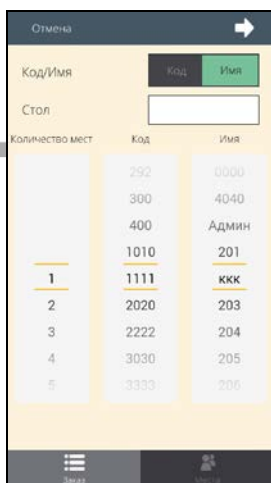 Отмена
Код/Имя Код Имя
Стол
Количество мест Код Имя
292 0000
300 4040
400 Админ
1010 201
1 1111 ккк
2 2020 203
3 2222 204
4 3030 205
5 3333 206
Заказ Места